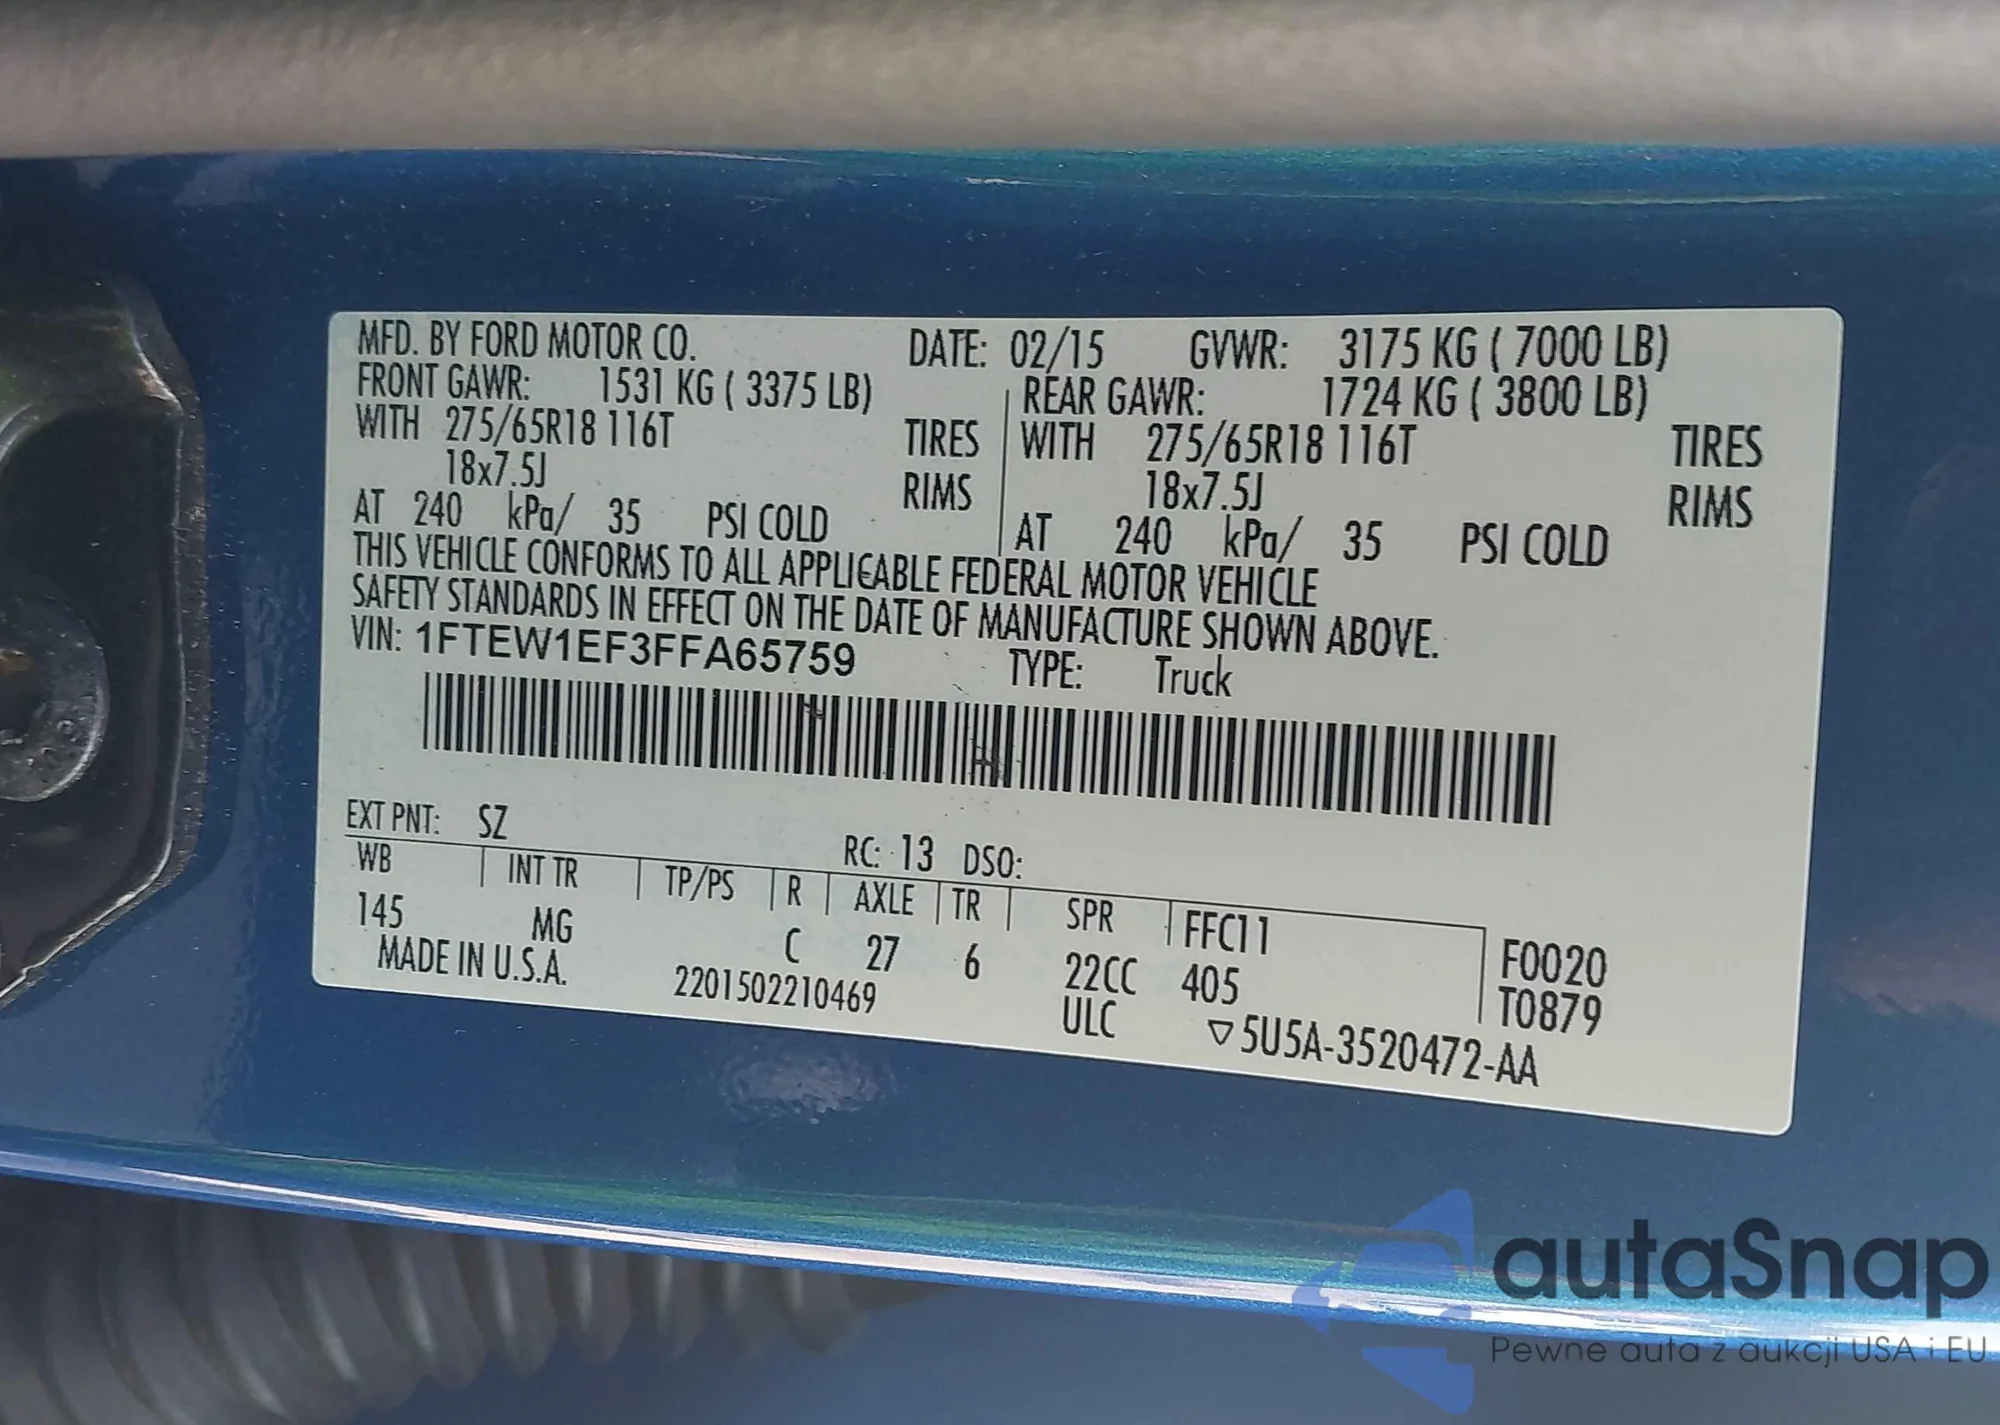 MFD. BY FORD MOTOR CO. DATE: 02/15 GVWR: 3175 KG ( 7000 LB)
FRONT GAWR: 1531 KG ( 3375 LB) REAR GAWR: 1724 KG ( 3800 LB)
WITH 275/65R18 116T TIRES WITH 275/65R18 116T TIRES
18x7.5J RIMS 18x7.5J RIMS
AT 240 kPa/ 35 PSI COLD AT 240 kPa/ 35 PSI COLD
THIS VEHICLE CONFORMS TO ALL APPLICABLE FEDERAL MOTOR VEHICLE
SAFETY STANDARDS IN EFFECT ON THE DATE OF MANUFACTURE SHOWN ABOVE.
VIN: 1FTEW1EF3FFA65759 TYPE: Truck
EXT PNT: SZ RC: 13 DSO:
WB INT TR TP/PS R AXLE TR SPR FFC11 F0020
145 MG C 27 6 22CC 405 T0879
MADE IN U.S.A. 2201502210469 ULC ▽5U5A-3520472-AA
autaSnap
Pewne auta z aukcji USA i EU